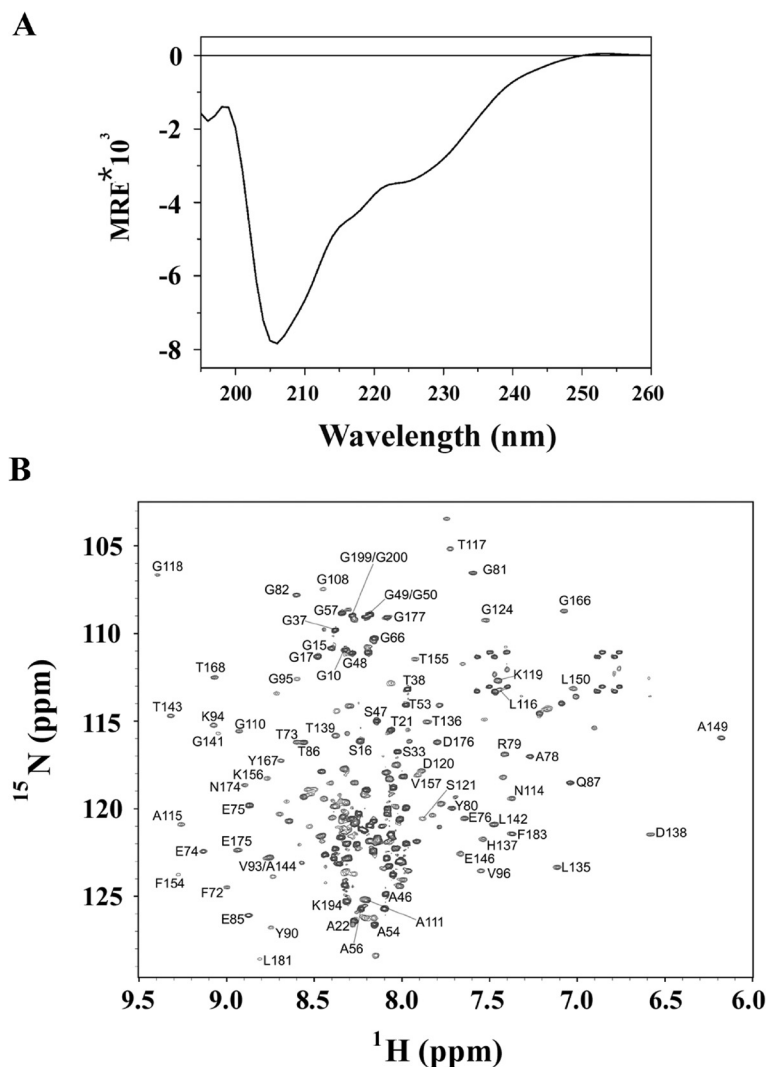 A
0
-2
-4
-6
-8
MRE*10³
200 210 220 230 240 250 260
Wavelength (nm)
B
105
110
115
120
125
¹⁵N (ppm)
G118
G108
G199/G200
T117
G82
G81
G49/G50
G57
G177
G124
G166
G37
G66
G15
G17
G10
G48
T155
T168
K119
G95
T38
L150
L116
T143
K94
S47
T53
T136
G110
T73
T139
T21
A149
G141
T86
S16
S33
D176
R79
A78
Y167
D120
K156
V157
S121
N174
N114
Q87
E75
Y80
A115
E76
L142
D138
F183
E175
H137
E74
E146
V93/A144
L135
V96
F154
F72
K194
A46
E85
A111
A22
A54
Y90
A56
L181
9.5 9.0 8.5 8.0 7.5 7.0 6.5 6.0
¹H (ppm)